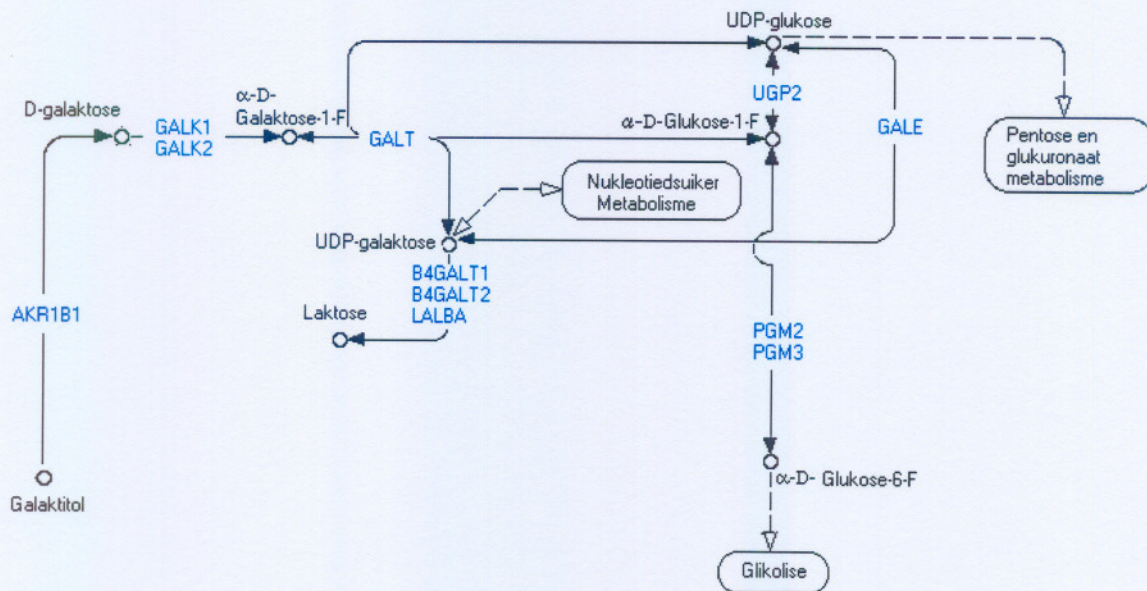 UDP-glukose
D-galaktose
α-D-
Galaktose-1-F
GALK1
GALK2
GALT
α-D-Glukose-1-F
UGP2
GALE
Pentose en
glukuronaat
metabolisme
Nukleotiedsuiker
Metabolisme
UDP-galaktose
B4GALT1
B4GALT2
LALBA
Laktose
AKR1B1
PGM2
PGM3
Galaktitol
α-D- Glukose-6-F
Glikolise